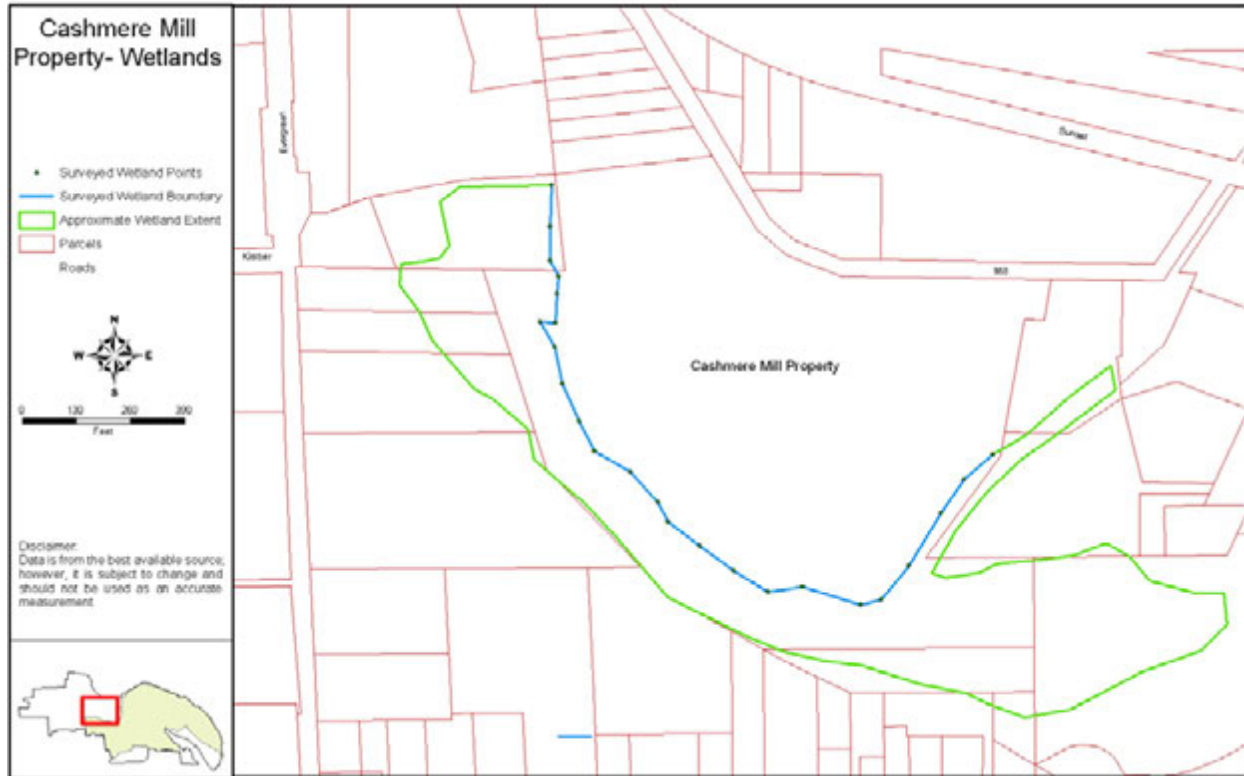 Cashmere Mill
Property- Wetlands
Surveyed Wetland Points
Surveyed Wetland Boundary
Approximate Wetland Extent
Parcels
Roads
N
W
E
S
0
130
260
390
Feet
Disclaimer:
Data is from the best available source,
however, it is subject to change and
should not be used as an accurate
measurement
Evergreen
Sunset
Mill
Cashmere Mill Property